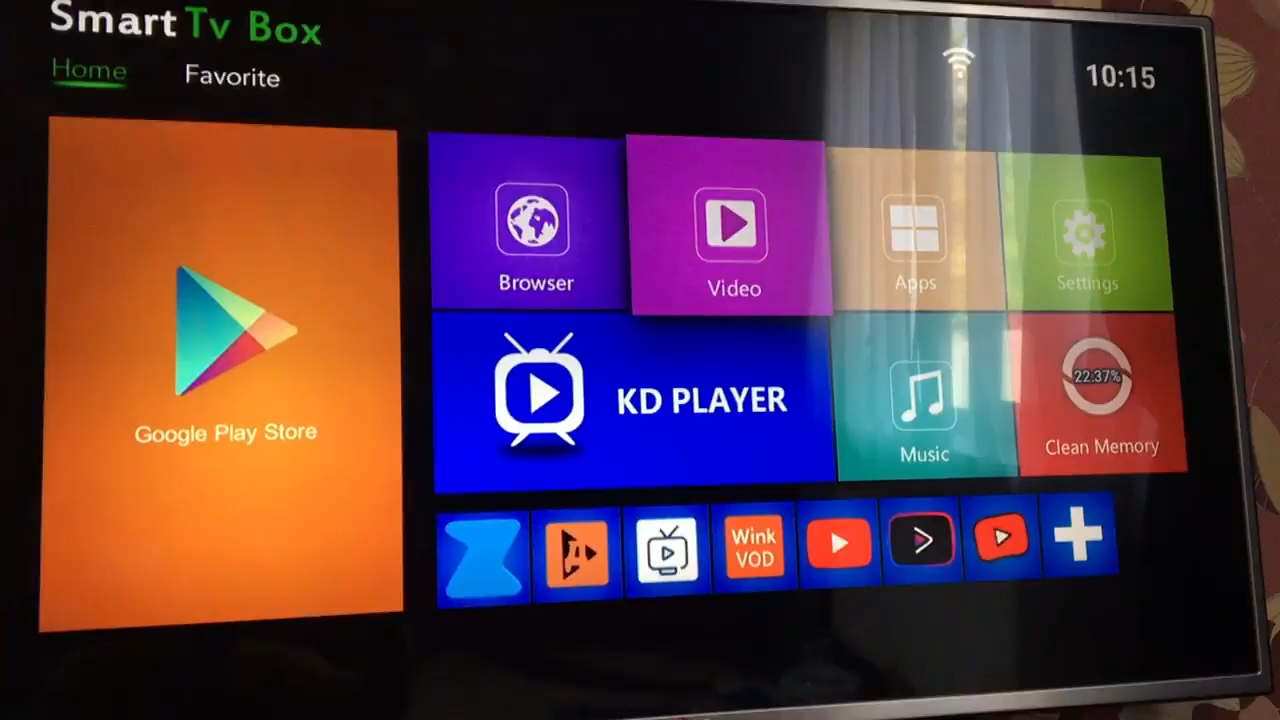 Smart Tv Box
Home Favorite
10:15
Google Play Store
Browser
Video
Apps
Settings
KD PLAYER
Music
22:37%
Clean Memory
Wink
VOD